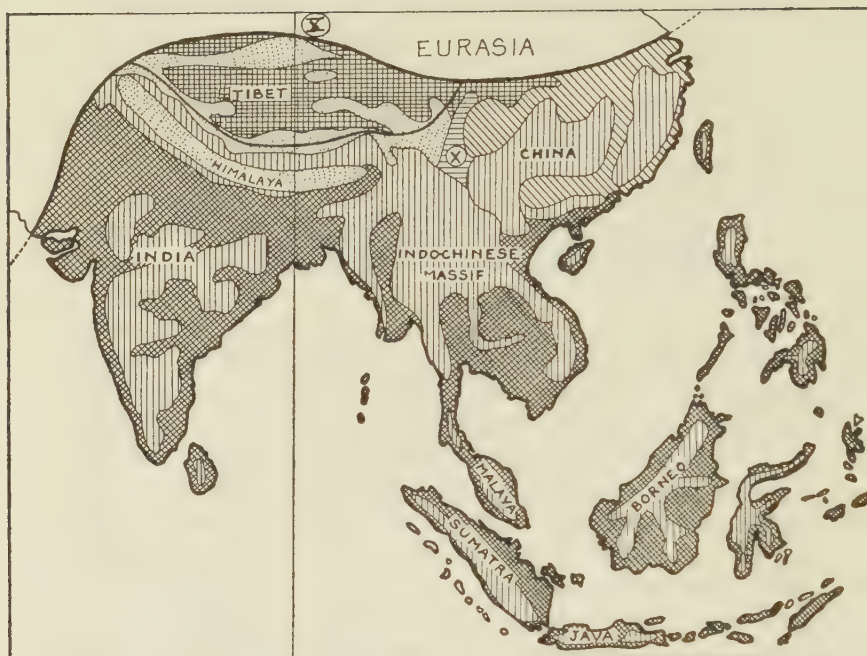 X
EURASIA
TIBET
X
CHINA
HIMALAYA
INDIA
INDOCHINESE
MASSIF
MALAYA
BORNEO
SUMATRA
JAVA